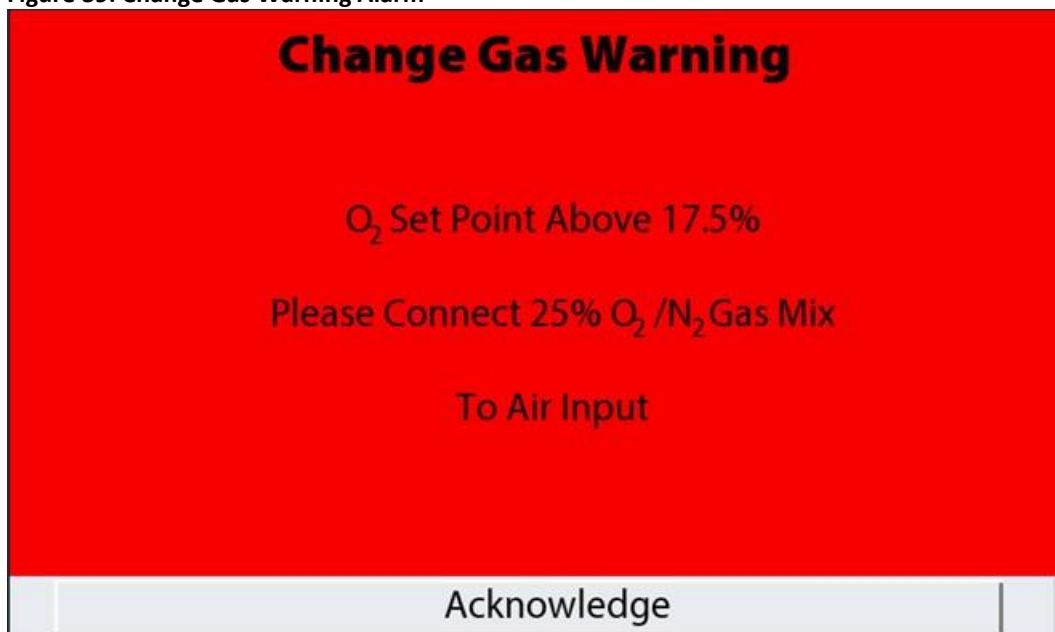 Change Gas Warning
O₂ Set Point Above 17.5%
Please Connect 25% O₂ /N₂ Gas Mix
To Air Input
Acknowledge